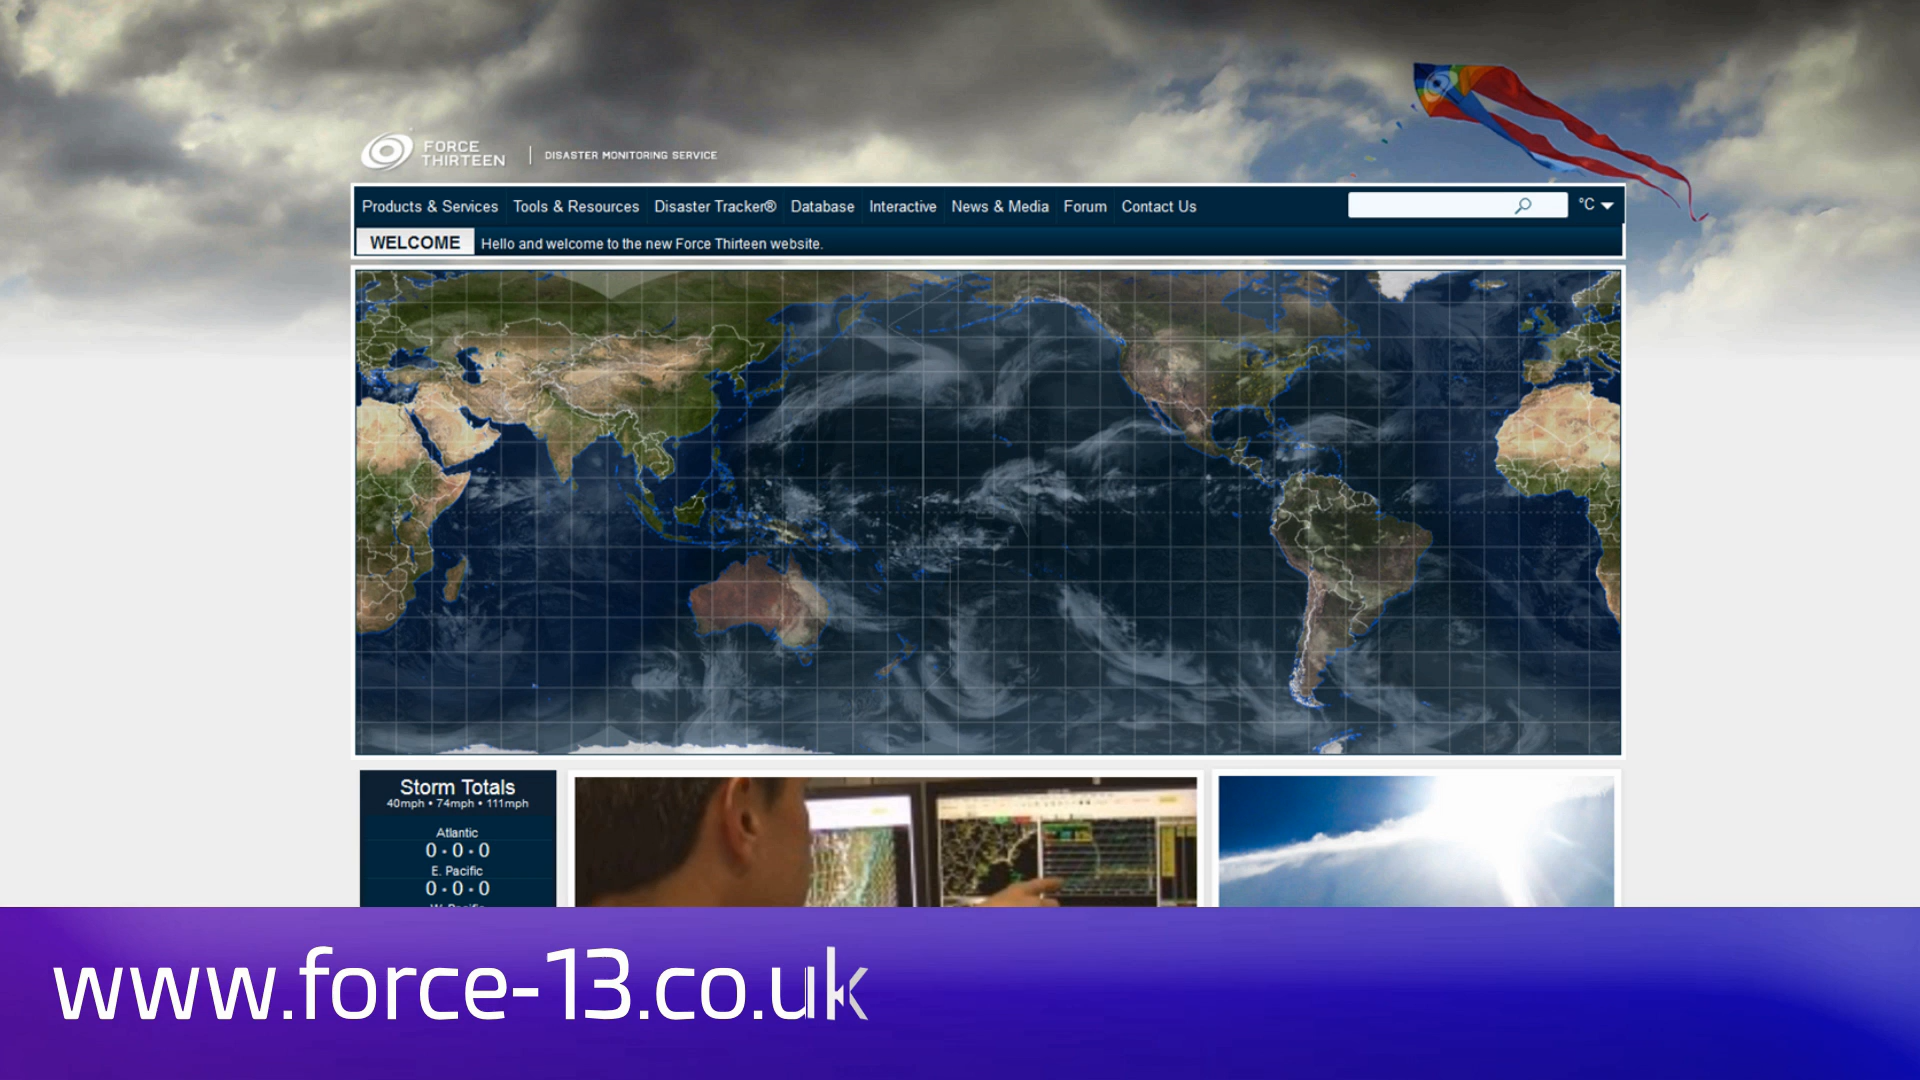 FORCE
THIRTEEN
DISASTER MONITORING SERVICE
Products & Services Tools & Resources Disaster Tracker® Database Interactive News & Media Forum Contact Us °C
WELCOME Hello and welcome to the new Force Thirteen website.
Storm Totals
40mph • 74mph • 111mph
Atlantic
0 - 0 - 0
E. Pacific
0 - 0 - 0
W. Pacific
www.force-13.co.uk